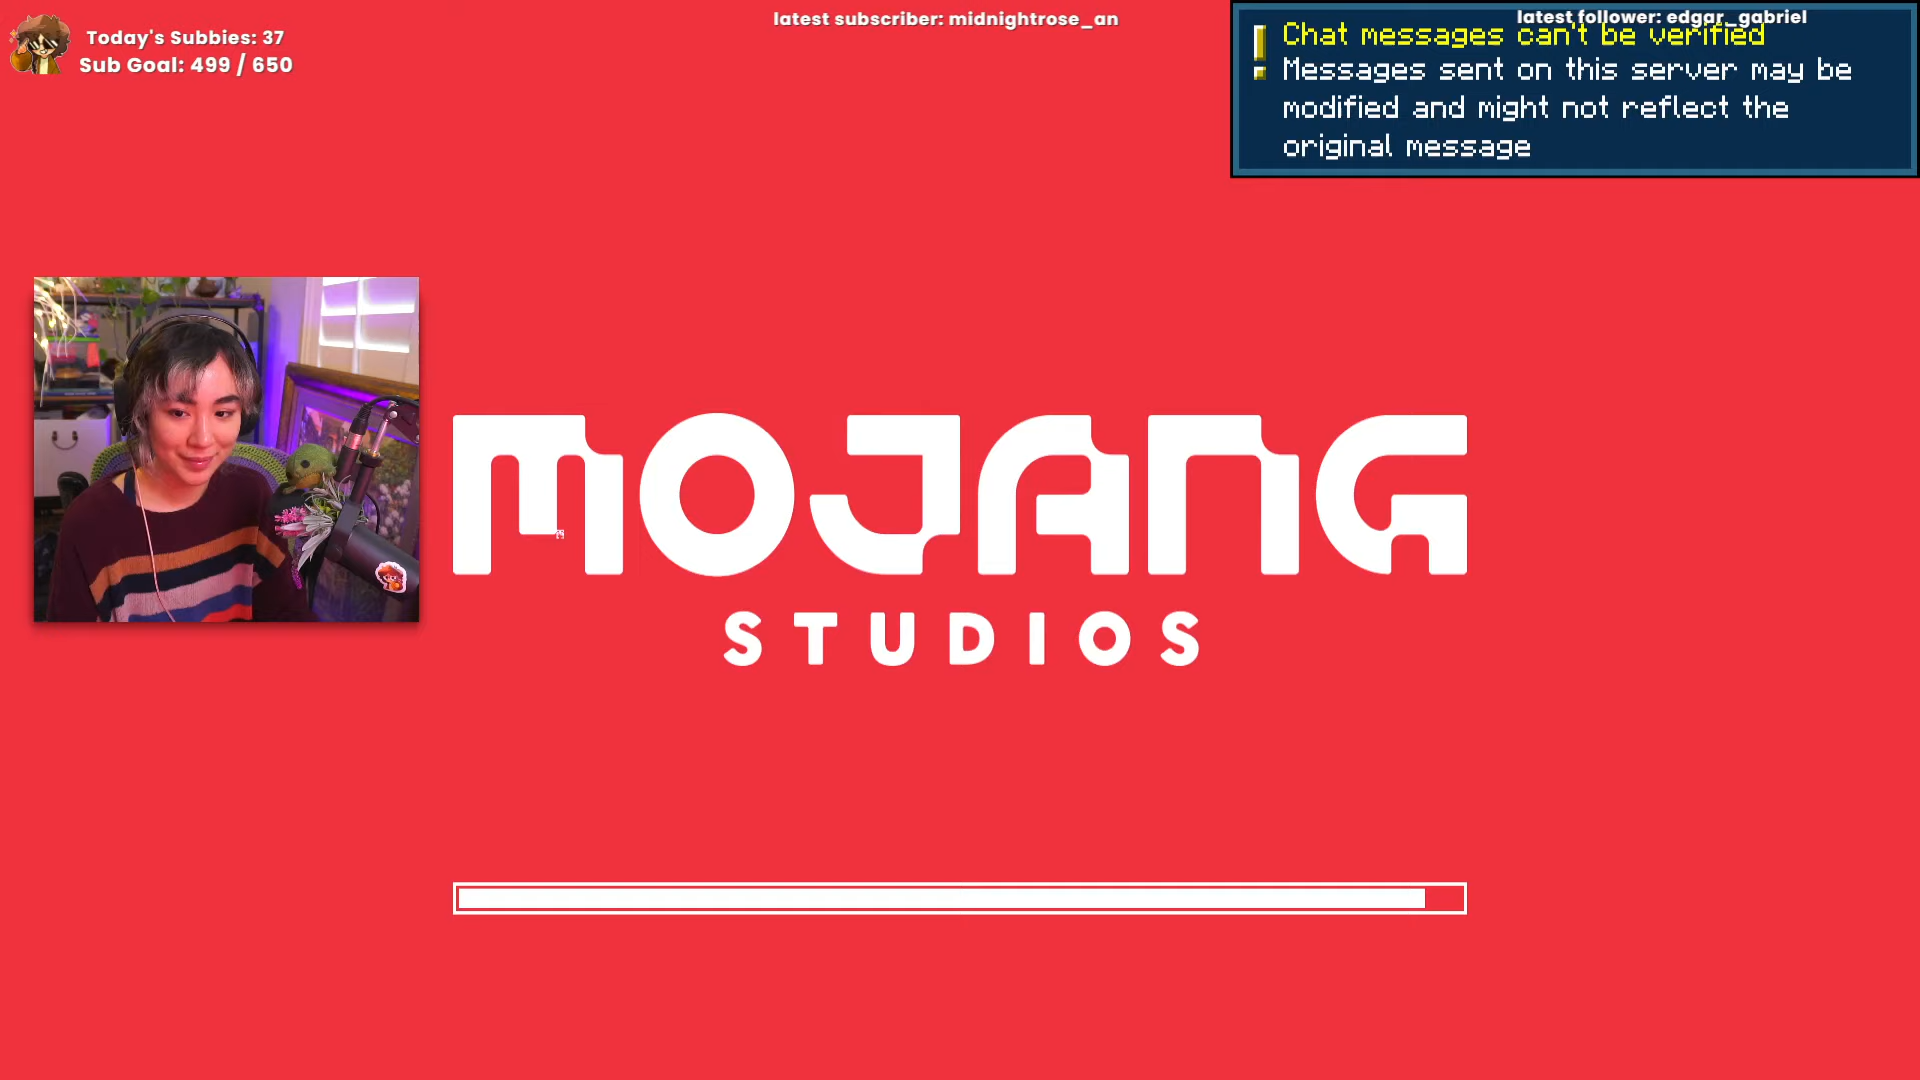 Today's Subbies: 37
Sub Goal: 499 / 650
latest subscriber: midnightrose_an
latest follower: edgar_gabriel
Chat messages can't be verified
Messages sent on this server may be
modified and might not reflect the
original message
MOJANG
STUDIOS